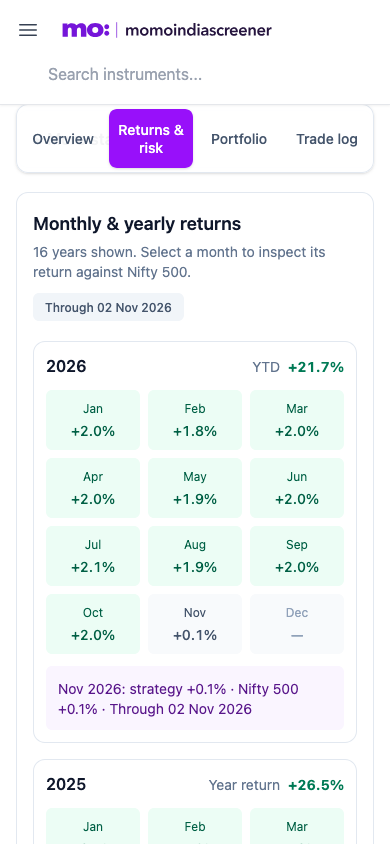 mo: momoindiascreener
Search instruments...
Overview
Returns & risk
Portfolio
Trade log
Monthly & yearly returns
16 years shown. Select a month to inspect its
return against Nifty 500.
Through 02 Nov 2026
2026 YTD +21.7%
Jan Feb Mar
+2.0% +1.8% +2.0%
Apr May Jun
+2.0% +1.9% +2.0%
Jul Aug Sep
+2.1% +1.9% +2.0%
Oct Nov Dec
+2.0% +0.1% —
Nov 2026: strategy +0.1% · Nifty 500
+0.1% · Through 02 Nov 2026
2025 Year return +26.5%
Jan Feb Mar